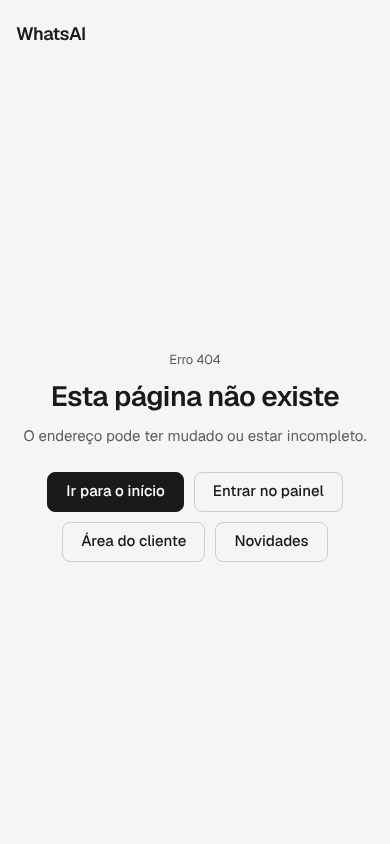 WhatsAI
Erro 404
Esta página não existe
O endereço pode ter mudado ou estar incompleto.
Ir para o início
Entrar no painel
Área do cliente
Novidades